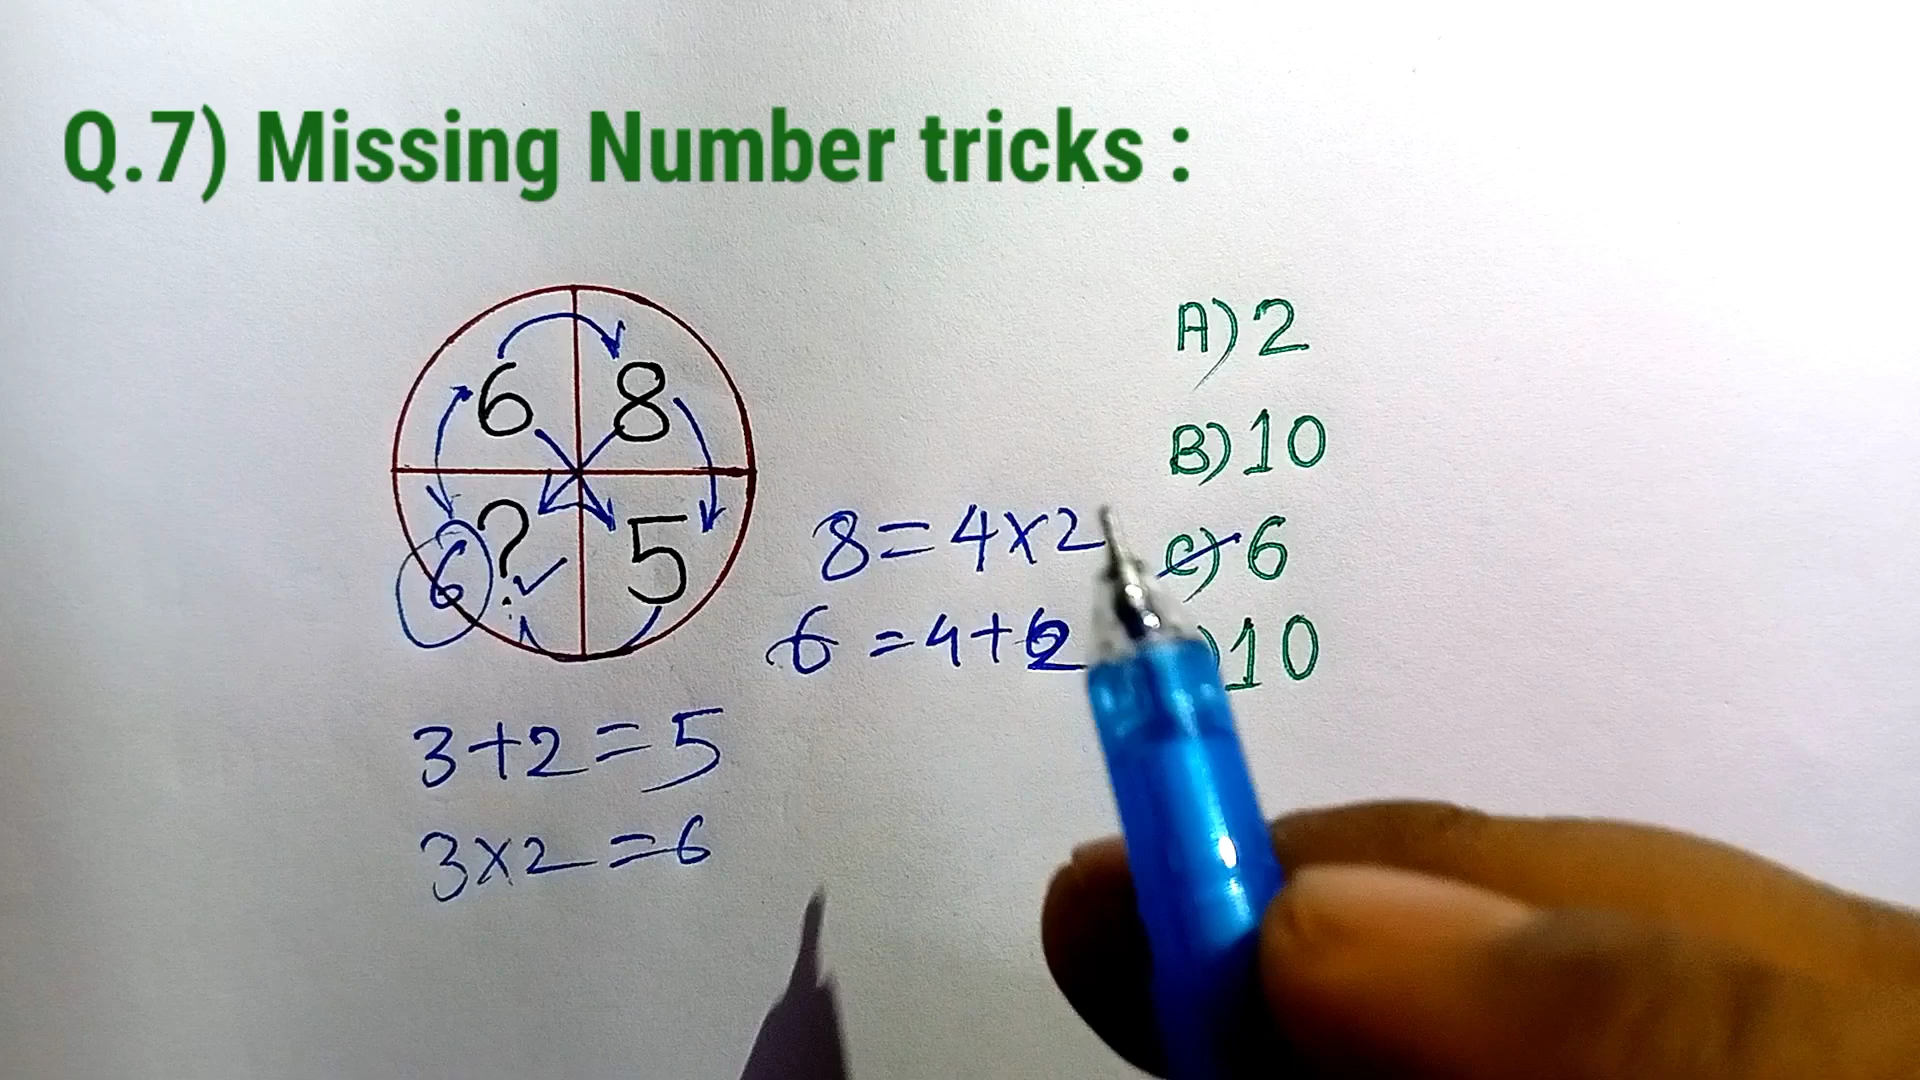 Q.7) Missing Number tricks :
6 8
? 5
6
A) 2
B) 10
C) 6
) 10
8 = 4 x 2
6 = 4 + 2
3 + 2 = 5
3 x 2 = 6